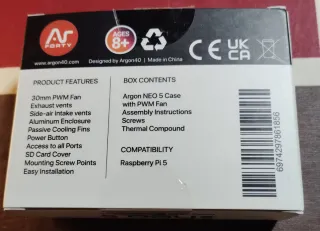 Ar
FORTY
AGES
8+
www.argon40.com
Designed by Argon40 | Made in China
CE
UK
CA
PRODUCT FEATURES
30mm PWM Fan
Exhaust vents
Side-air Intake vents
Aluminum Enclosure
Passive Cooling Fins
Power Button
Access to all Ports
SD Card Cover
Mounting Screw Points
Easy Installation
BOX CONTENTS
Argon NEO 5 Case
with PWM Fan
Assembly Instructions
Screws
Thermal Compound
COMPATIBILITY
Raspberry Pi 5
6974297861856